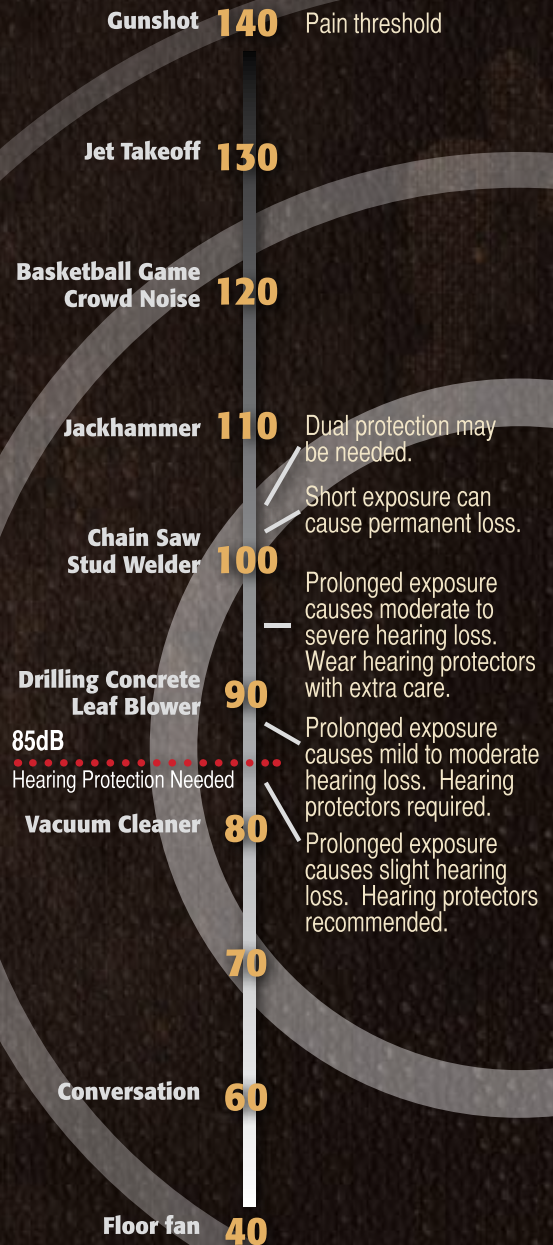 Gunshot 140 Pain threshold
Jet Takeoff 130
Basketball Game
Crowd Noise 120
Jackhammer 110 Dual protection may
be needed.
Short exposure can
cause permanent loss.
Chain Saw
Stud Welder 100
Prolonged exposure
causes moderate to
severe hearing loss.
Wear hearing protectors
with extra care.
Drilling Concrete
Leaf Blower 90
Prolonged exposure
causes mild to moderate
hearing loss. Hearing
protectors required.
85dB
Hearing Protection Needed
Vacuum Cleaner 80
Prolonged exposure
causes slight hearing
loss. Hearing protectors
recommended.
70
Conversation 60
Floor fan 40